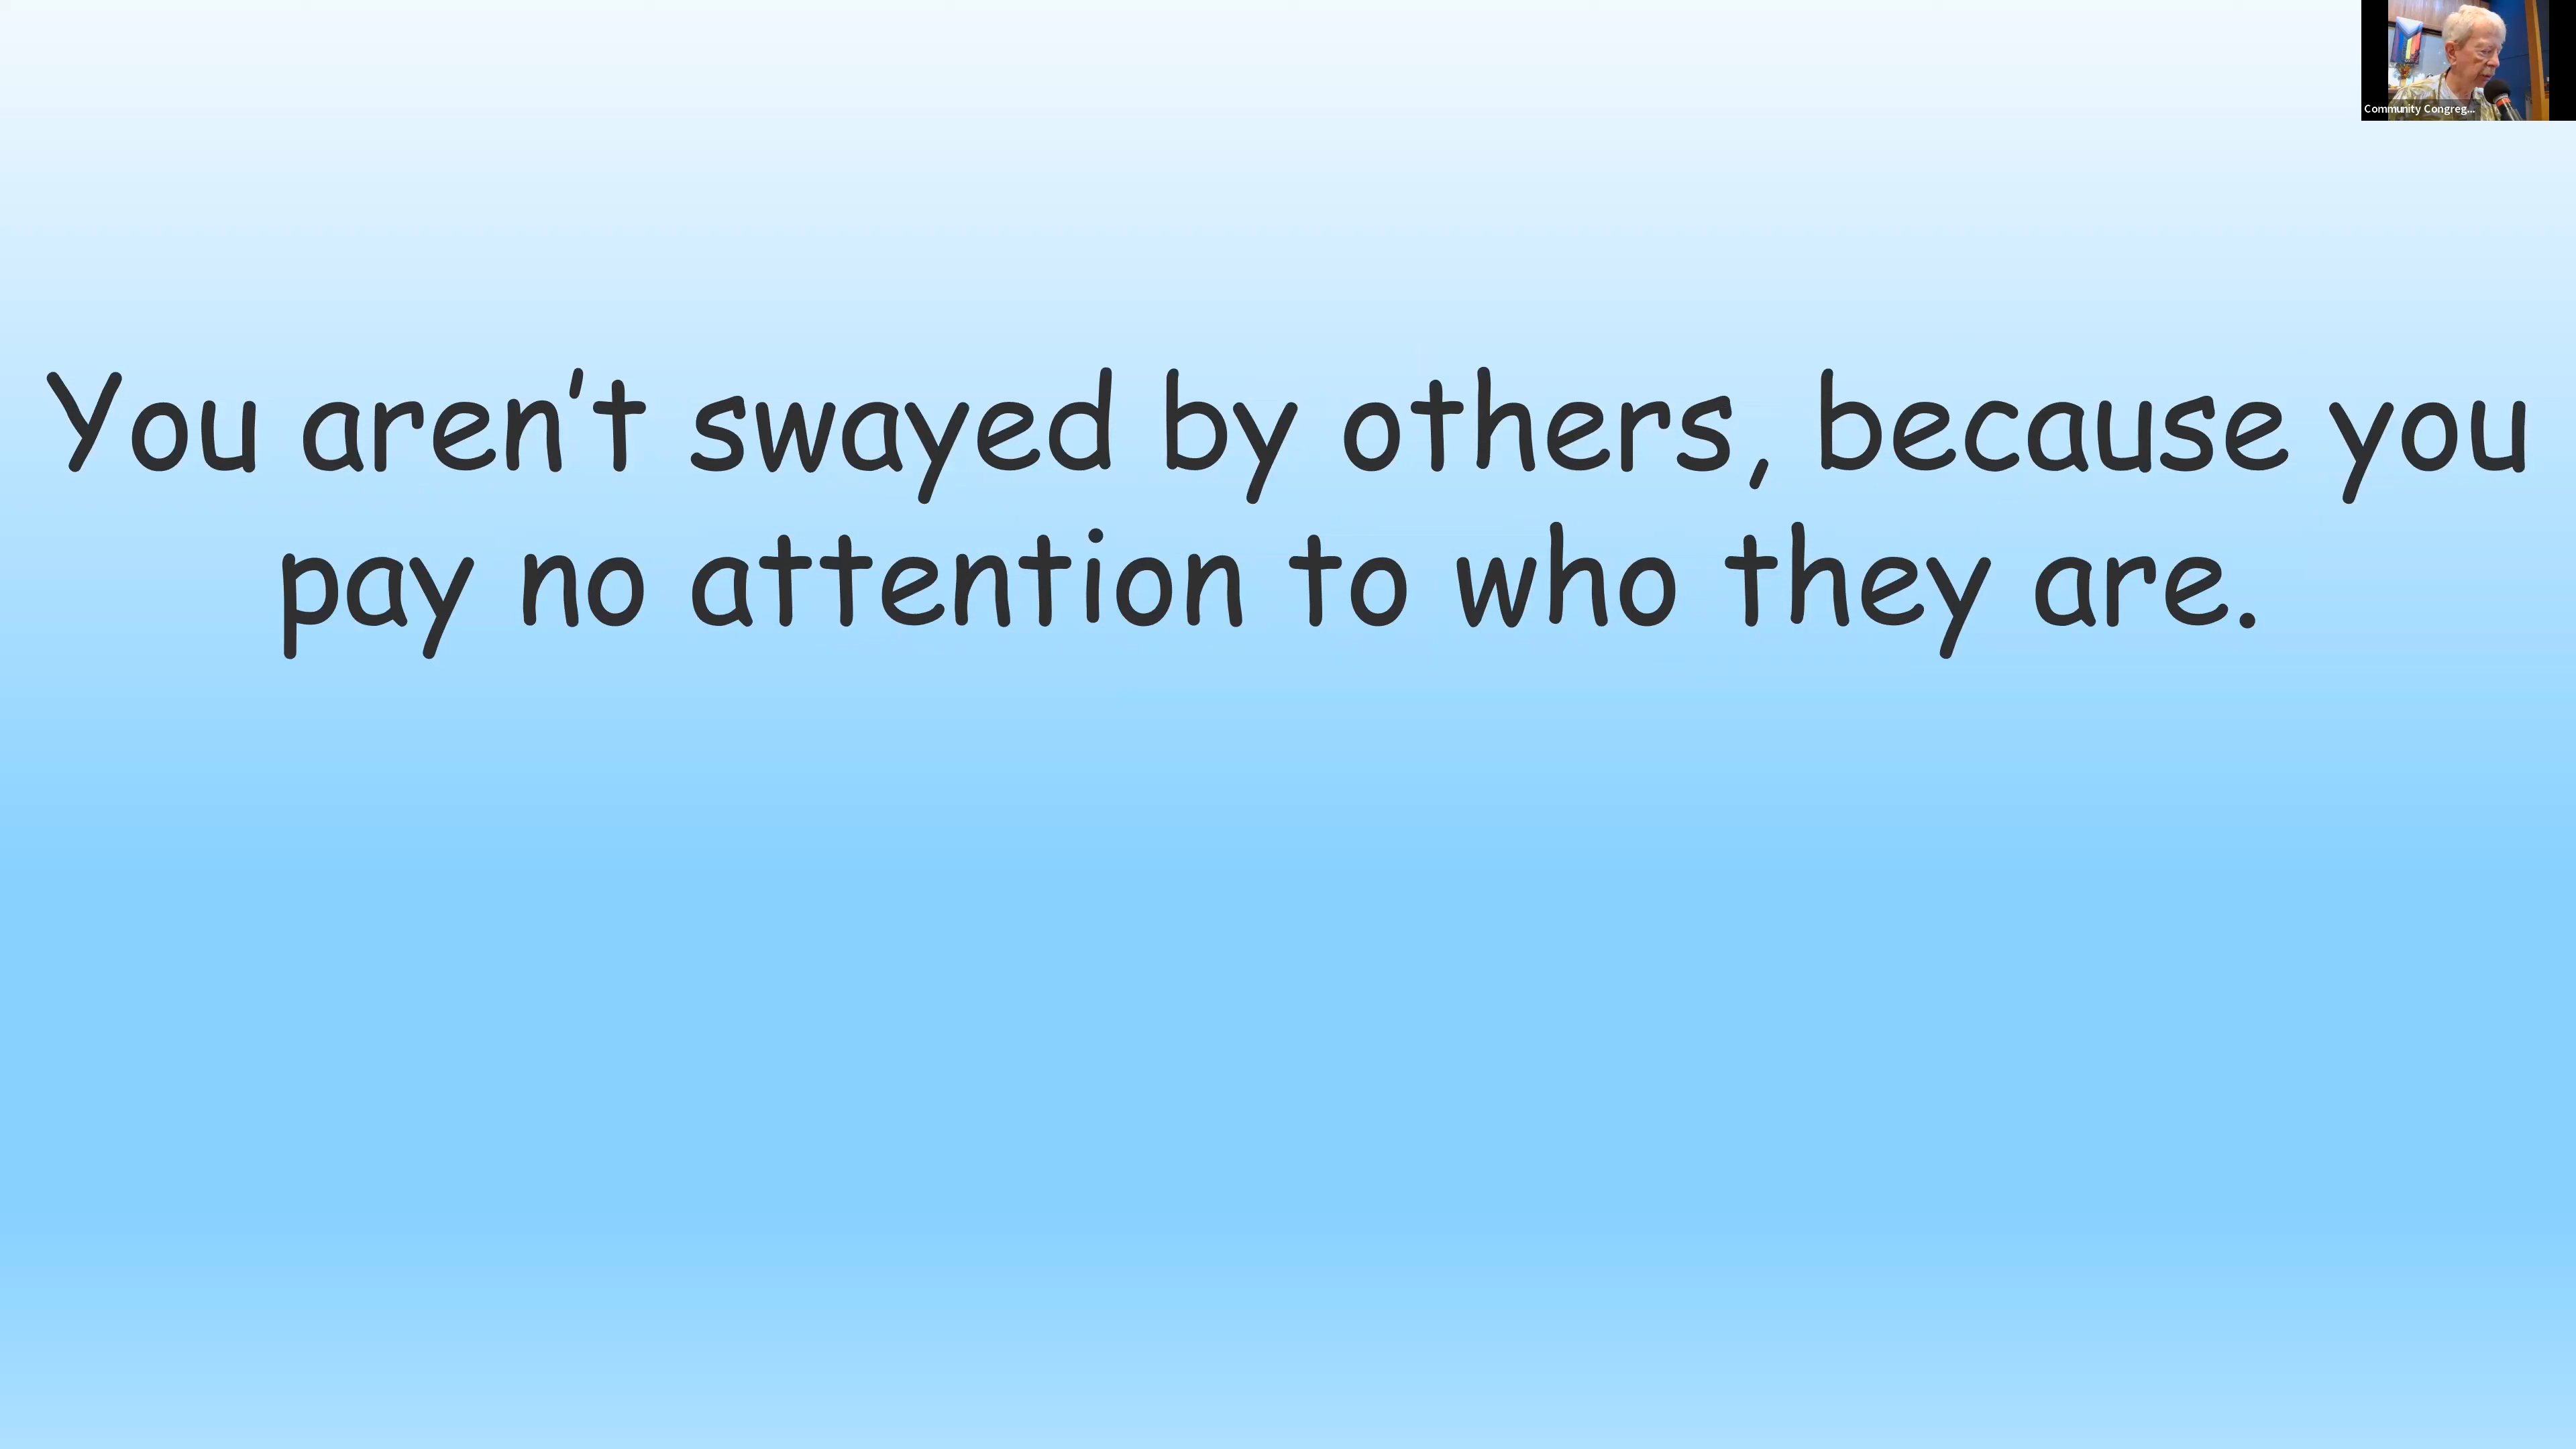 Community Congreg...
You aren’t swayed by others, because you
pay no attention to who they are.